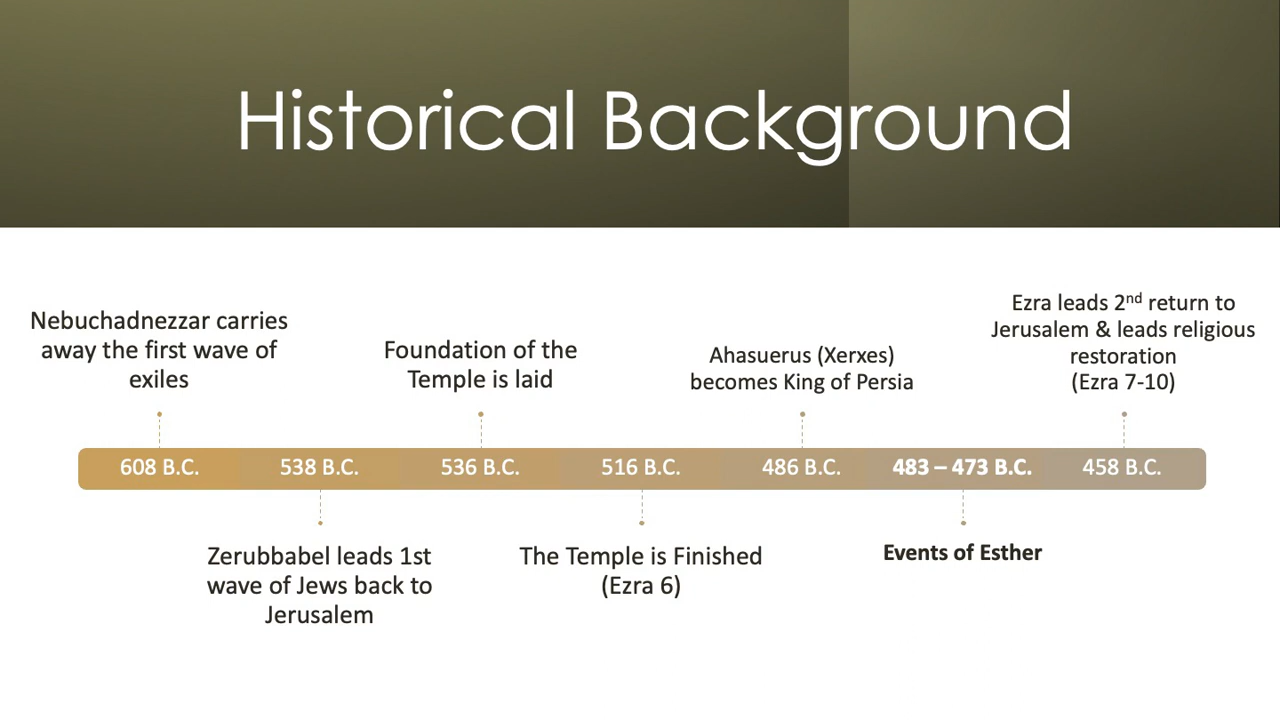 Historical Background
Nebuchadnezzar carries
away the first wave of
exiles
Foundation of the
Temple is laid
Ahasuerus (Xerxes)
becomes King of Persia
Ezra leads 2nd return to
Jerusalem & leads religious
restoration
(Ezra 7-10)
608 B.C.
538 B.C.
536 B.C.
516 B.C.
486 B.C.
483 – 473 B.C.
458 B.C.
Zerubbabel leads 1st
wave of Jews back to
Jerusalem
The Temple is Finished
(Ezra 6)
Events of Esther